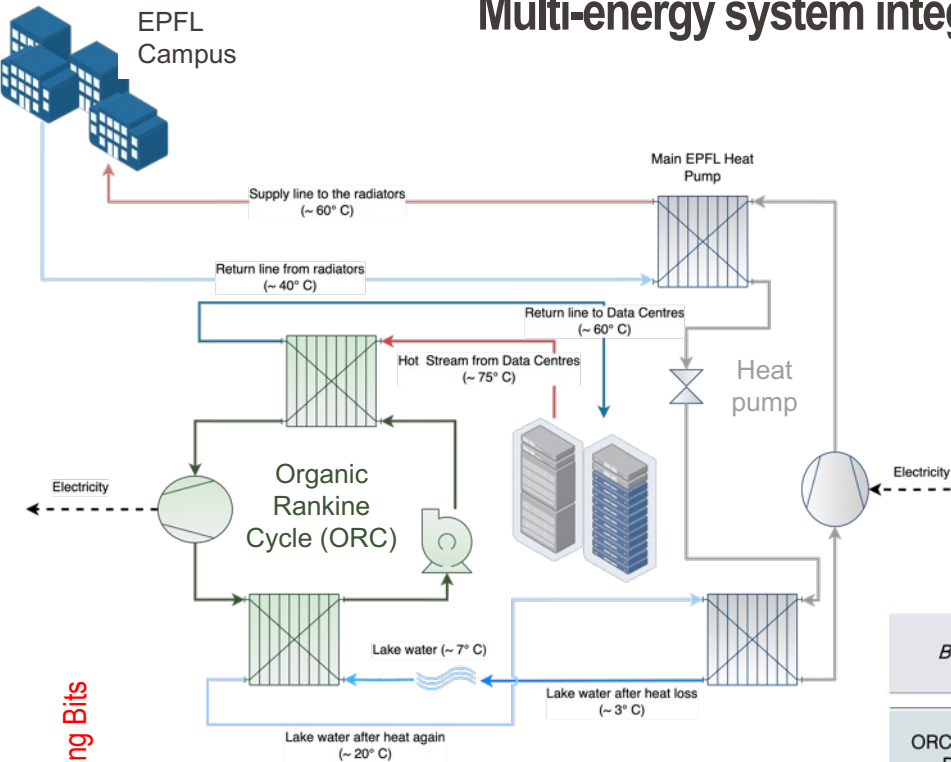 Multi-energy system integ
EPFL
Campus
Main EPFL Heat
Pump
Supply line to the radiators
(~ 60° C)
Return line from radiators
(~ 40° C)
Return line to Data Centres
(~ 60° C)
Hot Stream from Data Centres
(~ 75° C)
Heat
pump
Organic
Rankine
Cycle (ORC)
Electricity
Electricity
Lake water (~ 7° C)
Lake water after heat loss
(~ 3° C)
Lake water after heat again
(~ 20° C)
ng Bits
B
ORC